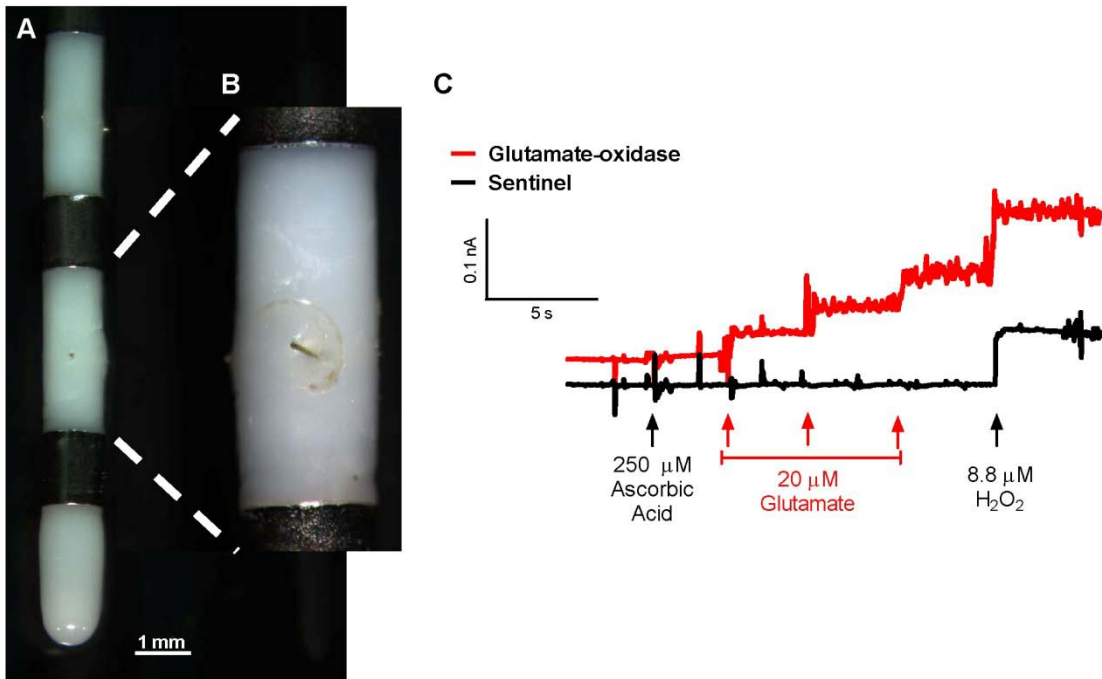 A
B
C
Glutamate-oxidase
Sentinel
0.1 nA
5 s
250 μM
Ascorbic
Acid
20 μM
Glutamate
8.8 μM
H₂O₂
1 mm